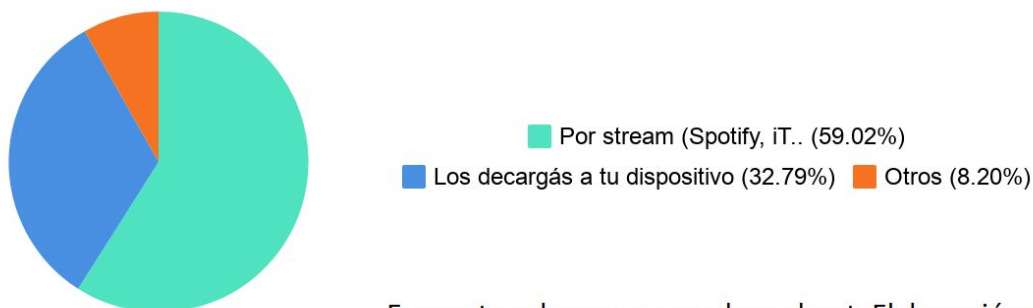 Por stream (Spotify, iT.. (59.02%)
Los decargás a tu dispositivo (32.79%) Otros (8.20%)